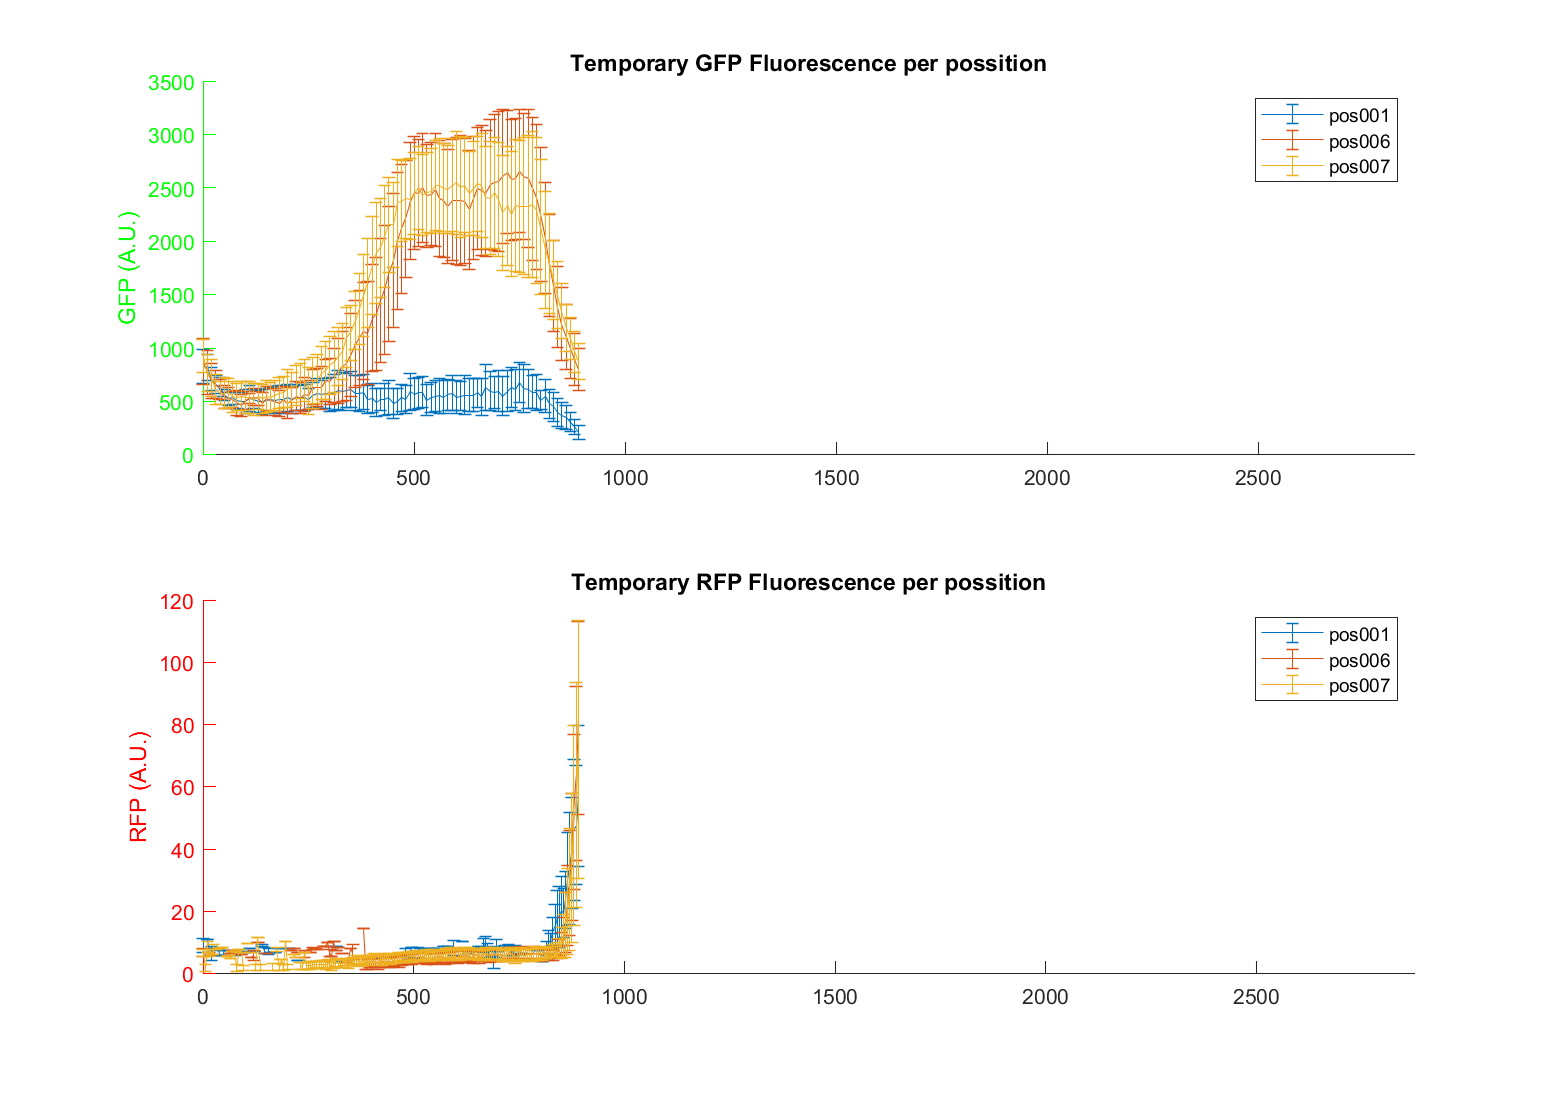 Temporary GFP Fluorescence per possition
3500
3000
2500
2000
1500
1000
500
0
GFP (A.U.)
0 500 1000 1500 2000 2500
pos001
pos006
pos007
Temporary RFP Fluorescence per possition
120
100
80
60
40
20
0
RFP (A.U.)
0 500 1000 1500 2000 2500
pos001
pos006
pos007